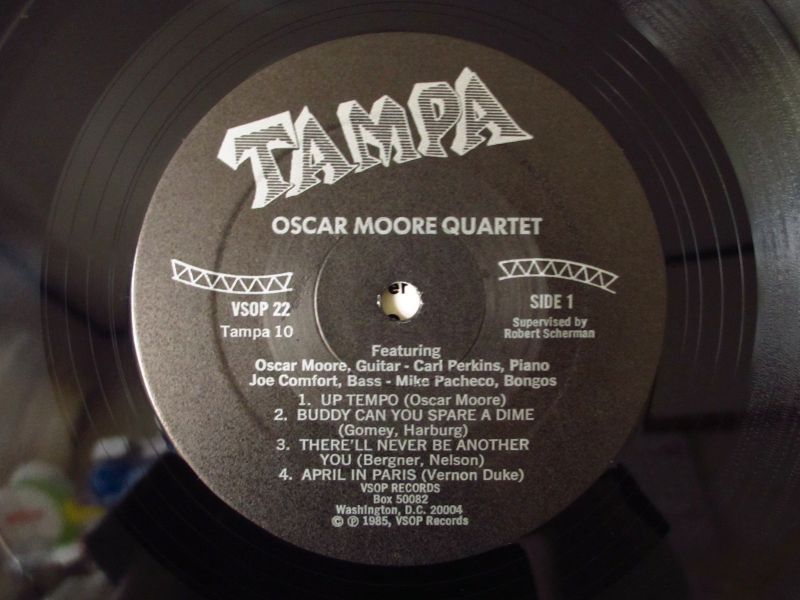 TAMPA
OSCAR MOORE QUARTET
VSOP 22
Tampa 10
SIDE 1
Supervised by
Robert Scherman
er
Featuring
Oscar Moore, Guitar - Carl Perkins, Piano
Joe Comfort, Bass - Mike Pacheco, Bongos
1. UP TEMPO (Oscar Moore)
2. BUDDY CAN YOU SPARE A DIME
(Gomey, Harburg)
3. THERE'LL NEVER BE ANOTHER
YOU (Bergner, Nelson)
4. APRIL IN PARIS (Vernon Duke)
VSOP RECORDS
Box 50082
Washington, D.C. 20004
© ℗ 1985, VSOP Records